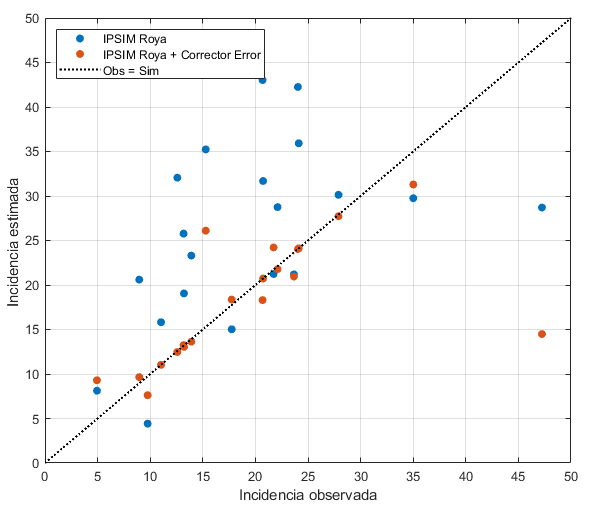 50
IPSIM Roya
IPSIM Roya + Corrector Error
Obs = Sim
45
40
35
30
25
20
15
10
5
0
Incidencia estimada
0 5 10 15 20 25 30 35 40 45 50
Incidencia observada